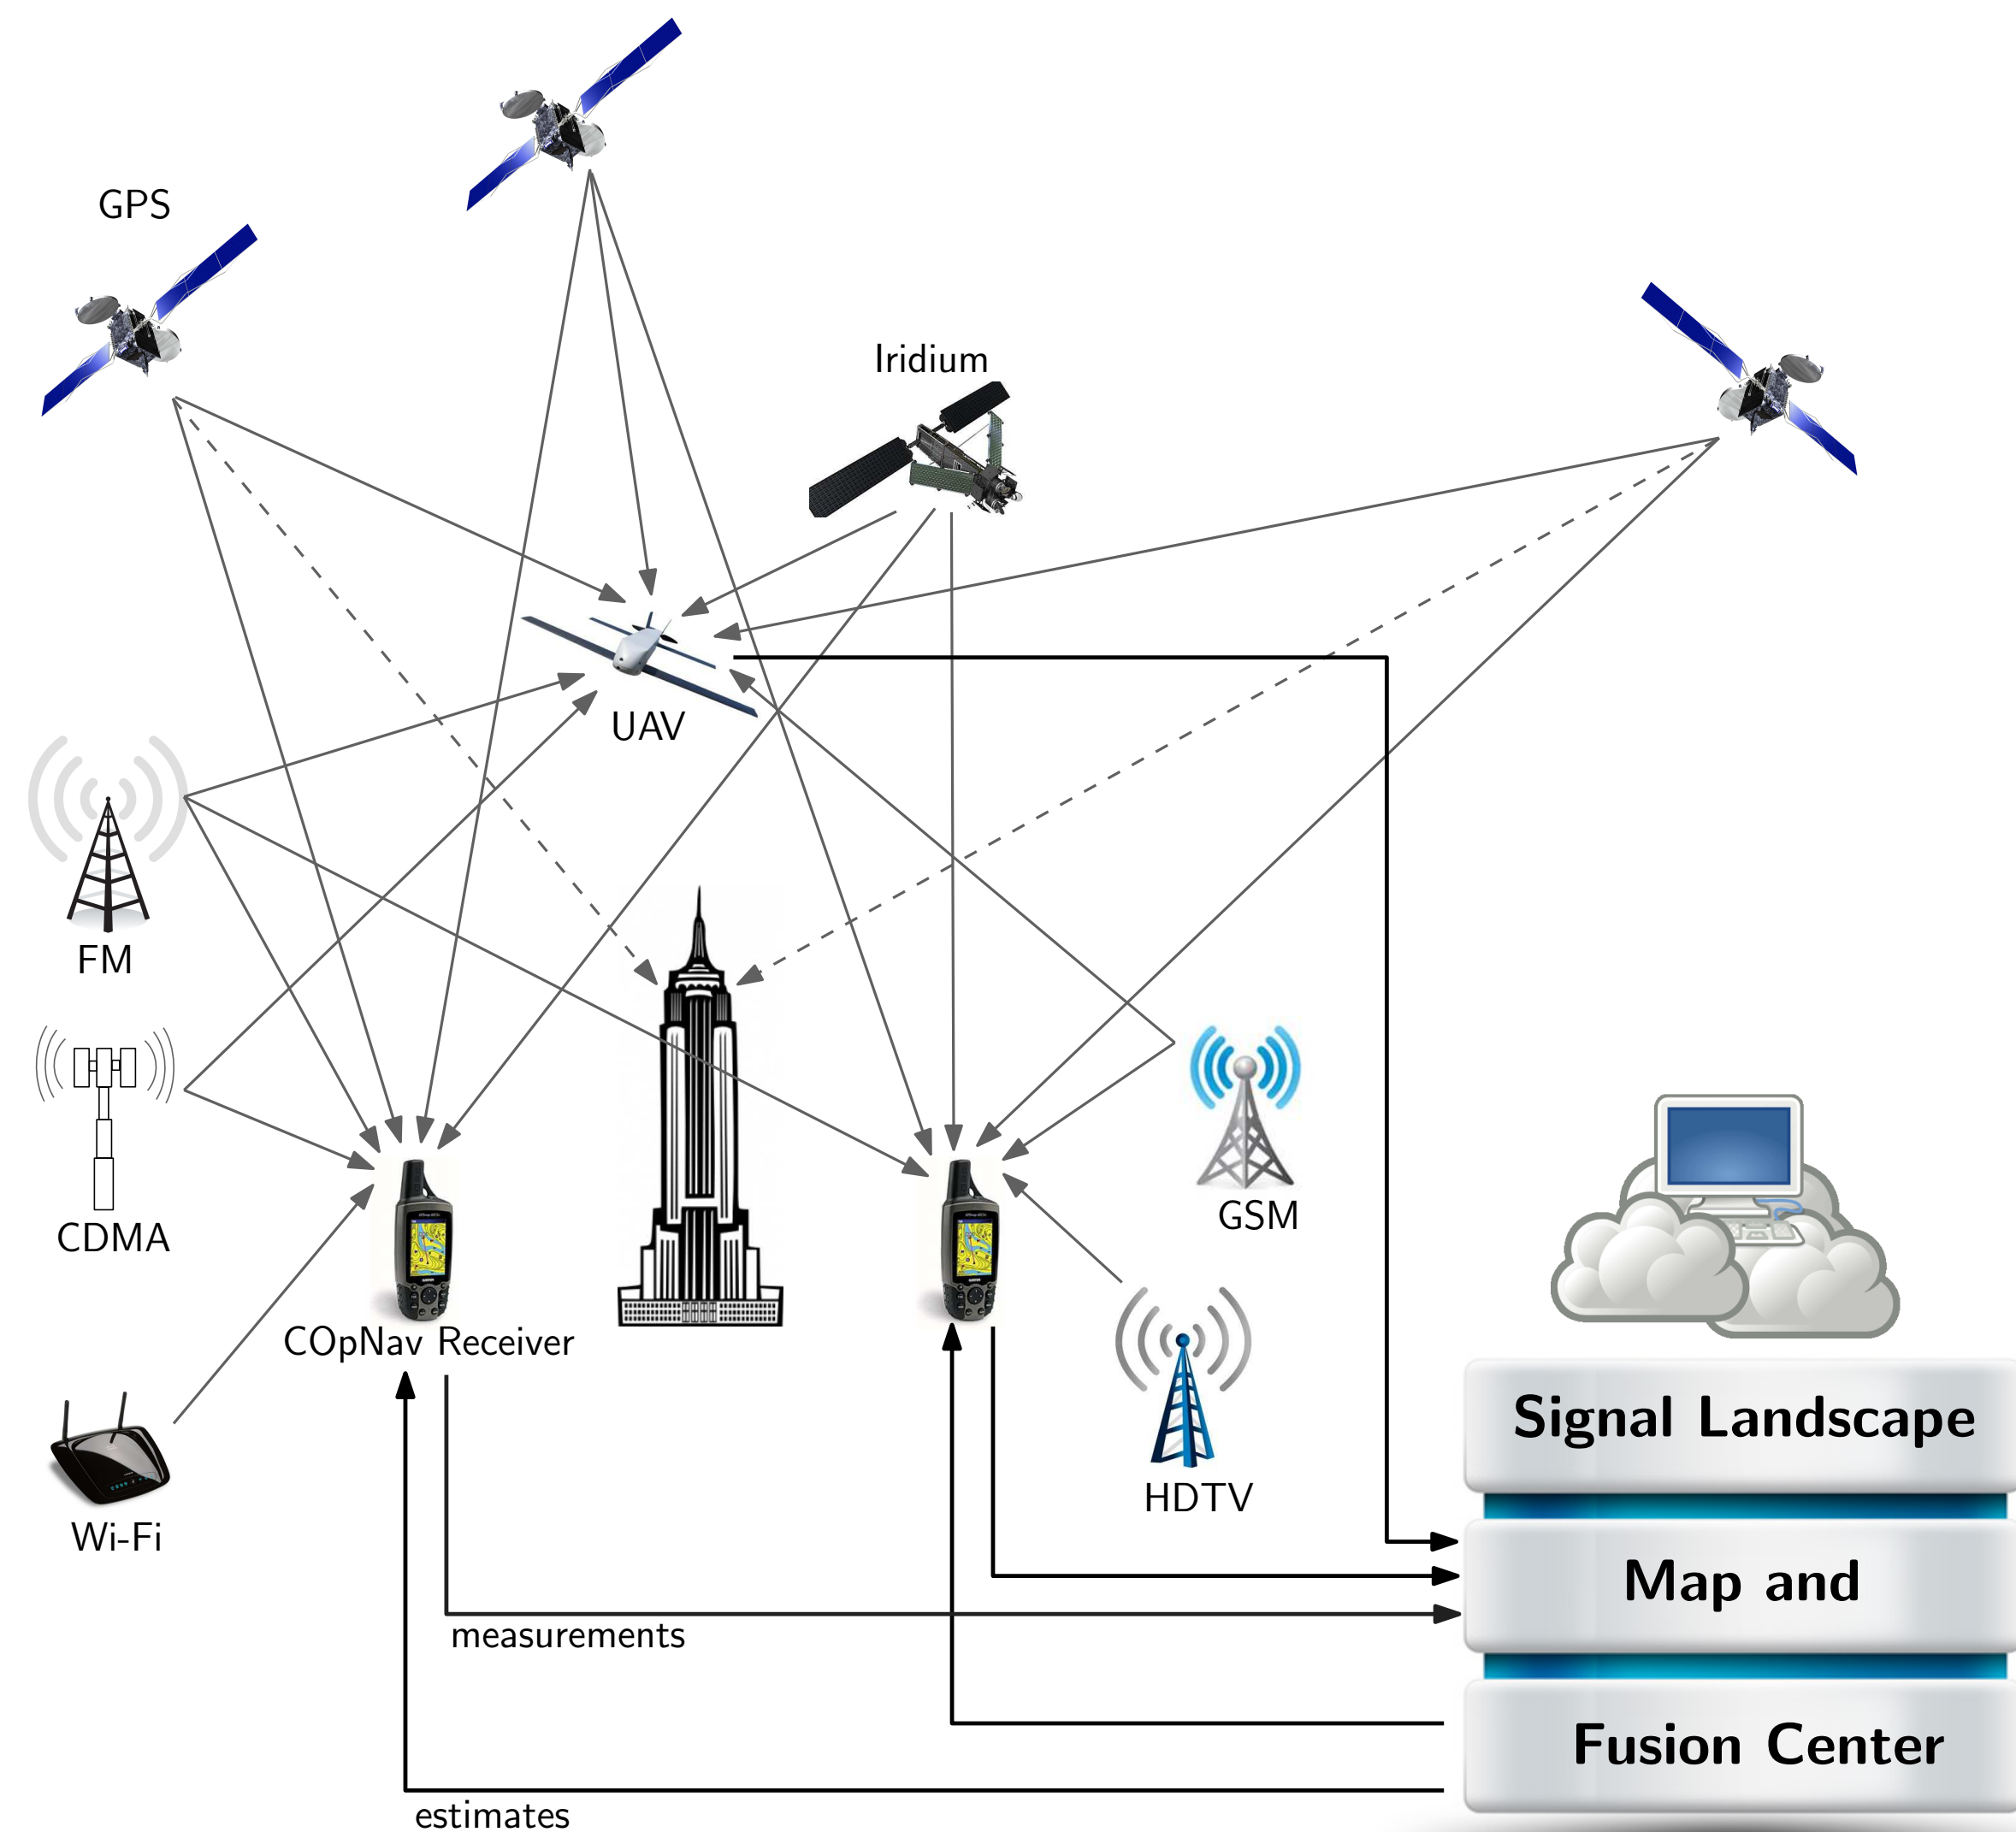 GPS
Iridium
UAV
FM
CDMA
GSM
COpNav Receiver
HDTV
Wi-Fi
Signal Landscape
Map and
Fusion Center
measurements
estimates